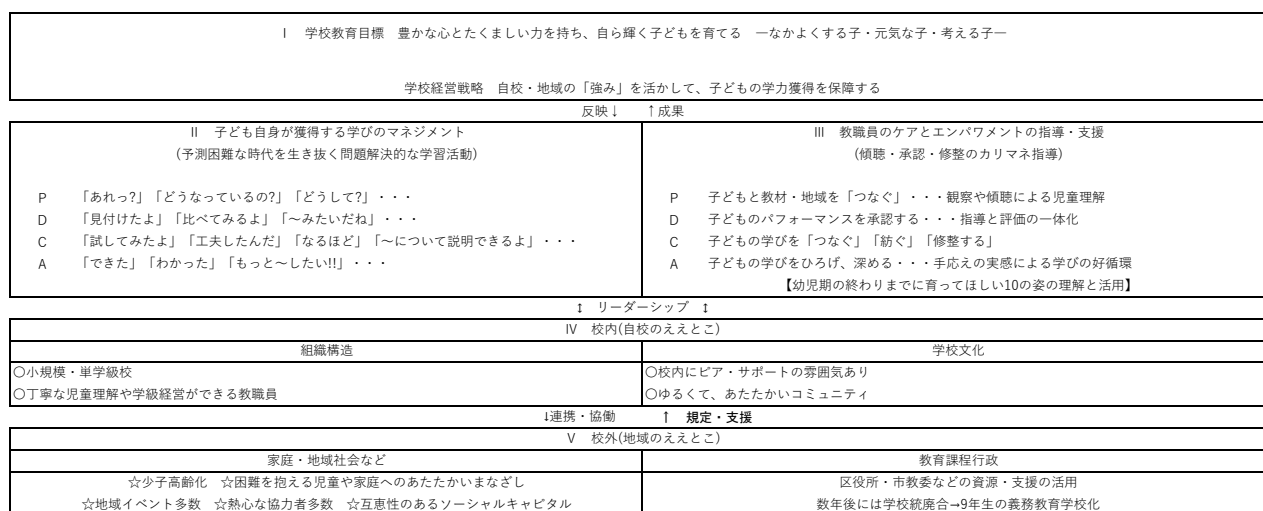 Ⅰ 学校教育目標 豊かな心とたくましい力を持ち、自ら輝く子どもを育てる ―なかよくする子・元気な子・考える子―
学校経営戦略 自校・地域の「強み」を活かして、子どもの学力獲得を保障する
反映↓ ↑成果
Ⅱ 子ども自身が獲得する学びのマネジメント
(予測困難な時代を生き抜く問題解決的な学習活動)
P 「あれっ?」「どうなっているの?」「どうして?」・・・
D 「見付けたよ」「比べてみるよ」「～みたいだね」・・・
C 「試してみたよ」「工夫したんだ」「なるほど」「～について説明できるよ」・・・
A 「できた」「わかった」「もっと～したい!!」・・・
Ⅲ 教職員のケアとエンパワメントの指導・支援
(傾聴・承認・修整のカリマネ指導)
P 子どもと教材・地域を「つなぐ」・・・観察や傾聴による児童理解
D 子どものパフォーマンスを承認する・・・指導と評価の一体化
C 子どもの学びを「つなぐ」「紡ぐ」「修整する」
A 子どもの学びをひろげ、深める・・・手応えの実感による学びの好循環
【幼児期の終わりまでに育ってほしい10の姿の理解と活用】
↕ リーダーシップ ↕
Ⅳ 校内(自校のええとこ)
組織構造
○小規模・単学級校
○丁寧な児童理解や学級経営ができる教職員
学校文化
○校内にピア・サポートの雰囲気あり
○ゆるくて、あたたかいコミュニティ
↓連携・協働 ↑ 規定・支援
Ⅴ 校外(地域のええとこ)
家庭・地域社会など
☆少子高齢化 ☆困難を抱える児童や家庭へのあたたかいまなざし
☆地域イベント多数 ☆熱心な協力者多数 ☆互恵性のあるソーシャルキャピタル
教育課程行政
区役所・市教委などの資源・支援の活用
数年後には学校統廃合→9年生の義務教育学校化